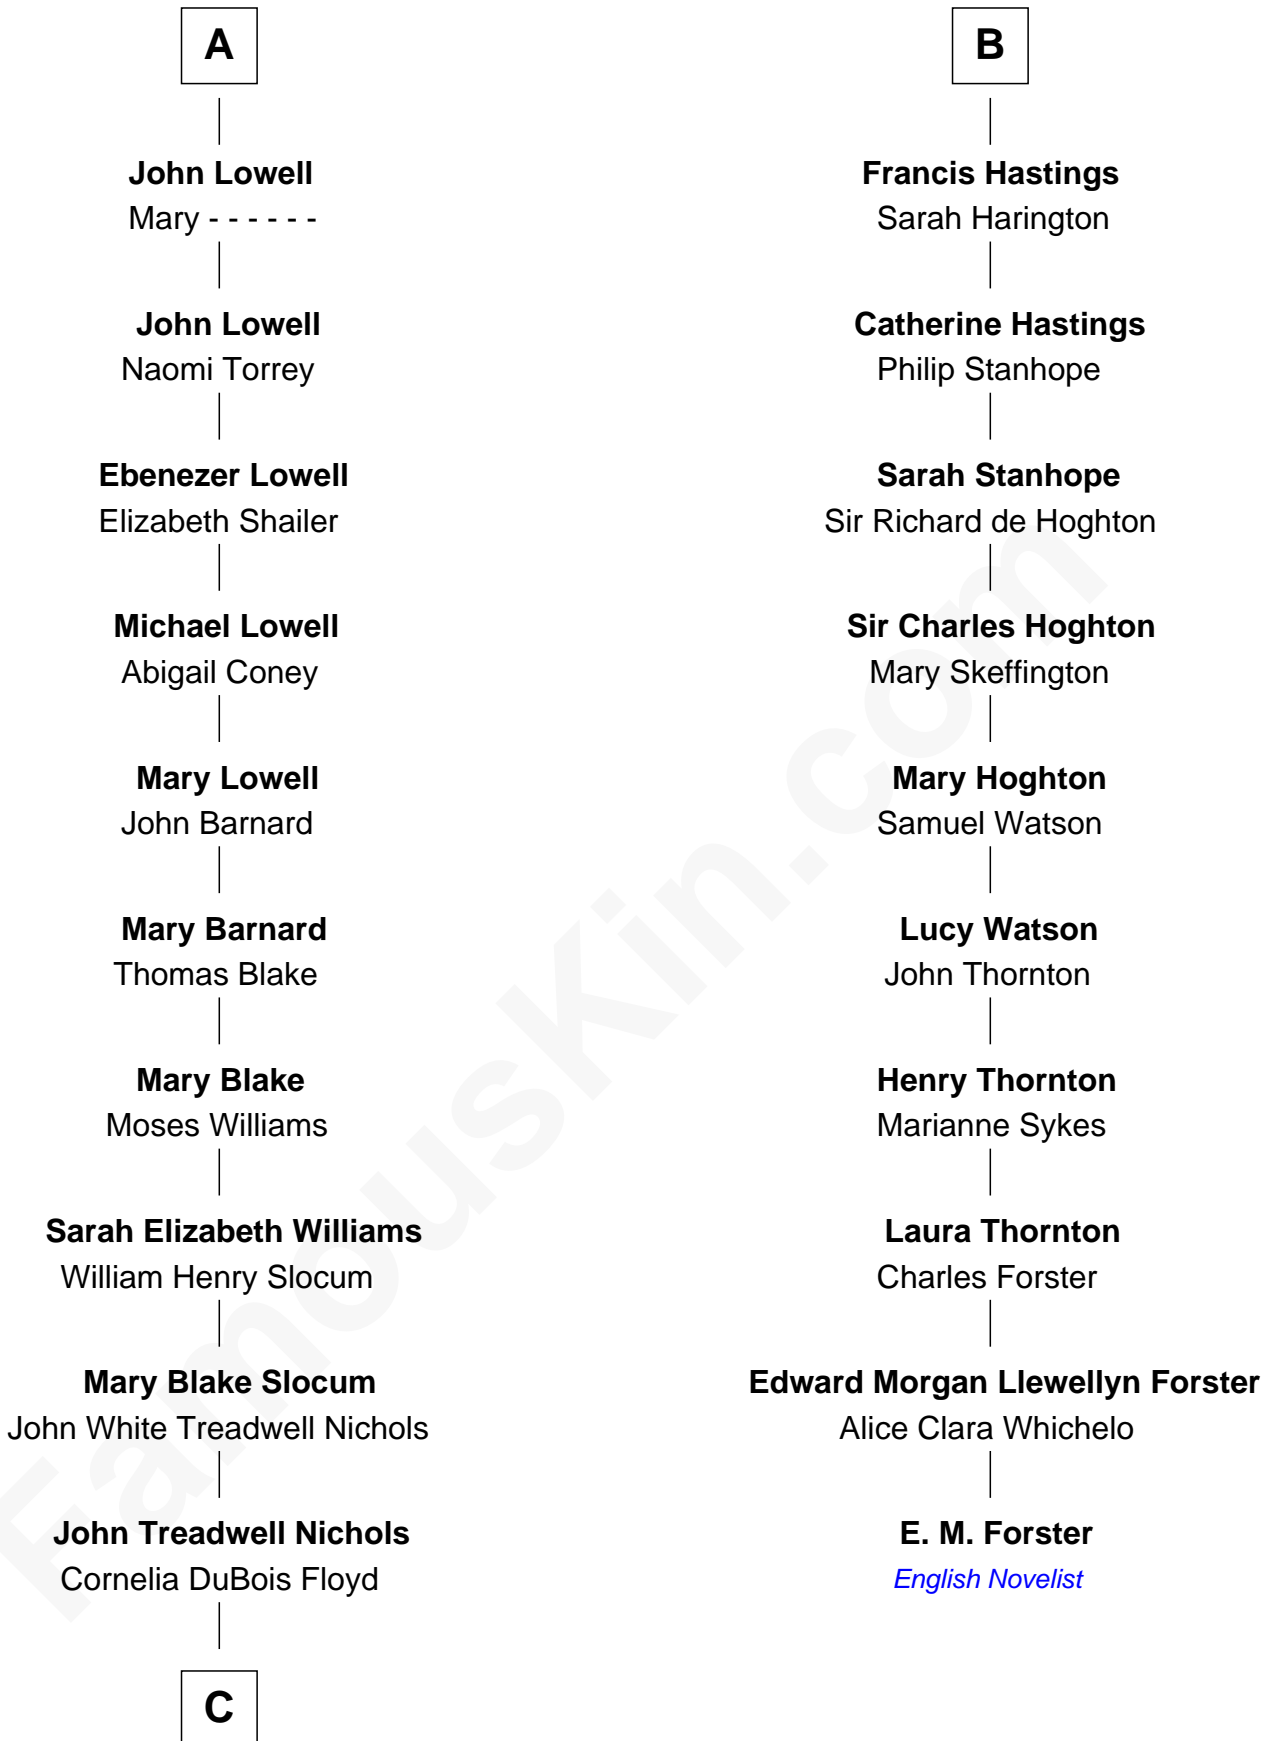 A
John Lowell
Mary - - - - - -
John Lowell
Naomi Torrey
Ebenezer Lowell
Elizabeth Shailer
Michael Lowell
Abigail Coney
Mary Lowell
John Barnard
Mary Barnard
Thomas Blake
Mary Blake
Moses Williams
Sarah Elizabeth Williams
William Henry Slocum
Mary Blake Slocum
John White Treadwell Nichols
John Treadwell Nichols
Cornelia DuBois Floyd
C
B
Francis Hastings
Sarah Harington
Catherine Hastings
Philip Stanhope
Sarah Stanhope
Sir Richard de Hoghton
Sir Charles Hoghton
Mary Skeffington
Mary Hoghton
Samuel Watson
Lucy Watson
John Thornton
Henry Thornton
Marianne Sykes
Laura Thornton
Charles Forster
Edward Morgan Llewellyn Forster
Alice Clara Whichelo
E. M. Forster
English Novelist
FamousKin.com